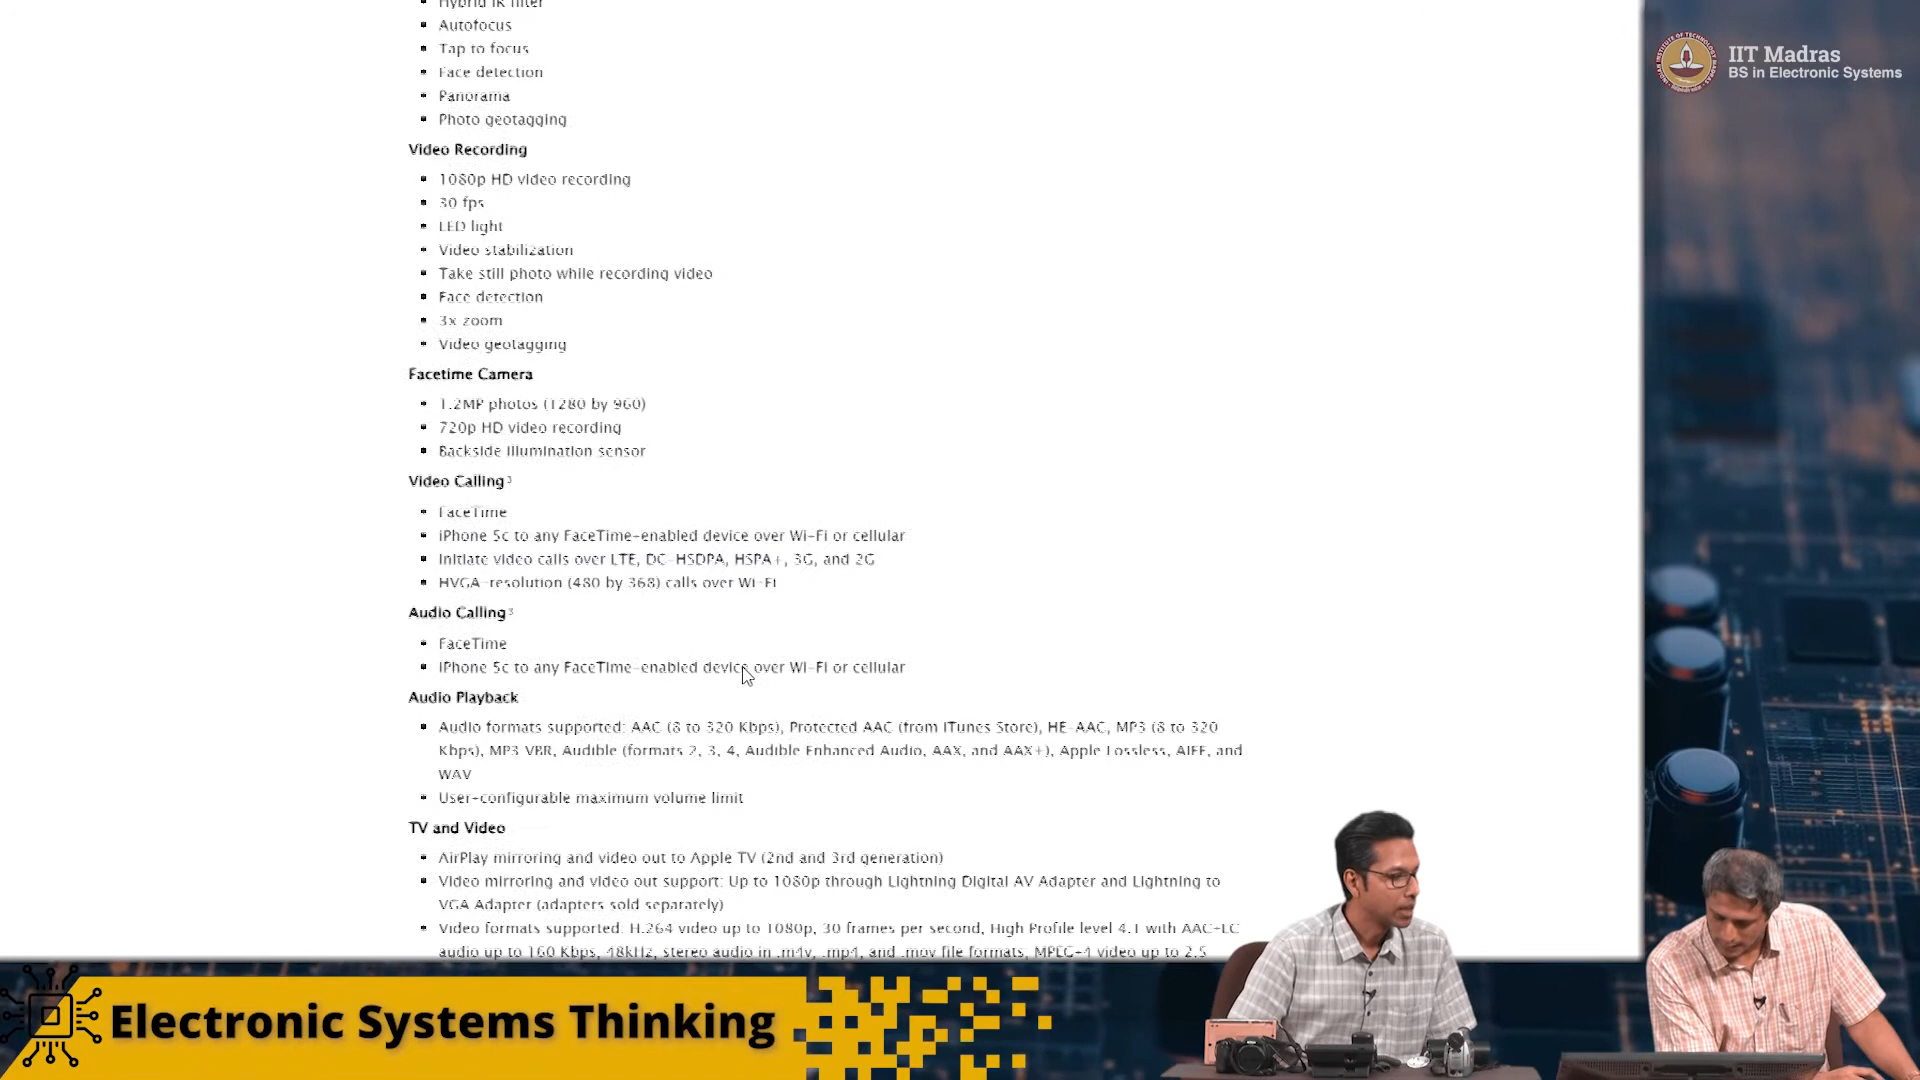 Hybrid IR filter
Autofocus
Tap to focus
Face detection
Panorama
Photo geotagging
Video Recording
1080p HD video recording
30 fps
LED light
Video stabilization
Take still photo while recording video
Face detection
3x zoom
Video geotagging
Facetime Camera
1.2MP photos (1280 by 960)
720p HD video recording
Backside illumination sensor
Video Calling3
FaceTime
iPhone 5c to any FaceTime-enabled device over Wi-Fi or cellular
Initiate video calls over LTE, DC-HSDPA, HSPA+, 3G, and 2G
HVGA-resolution (480 by 368) calls over Wi-Fi
Audio Calling3
FaceTime
iPhone 5c to any FaceTime-enabled device over Wi-Fi or cellular
Audio Playback
Audio formats supported: AAC (8 to 320 Kbps), Protected AAC (from iTunes Store), HE-AAC, MP3 (8 to 320
Kbps), MP3 VBR, Audible (formats 2, 3, 4, Audible Enhanced Audio, AAX, and AAX+), Apple Lossless, AIFF, and
WAV
User-configurable maximum volume limit
TV and Video
AirPlay mirroring and video out to Apple TV (2nd and 3rd generation)
Video mirroring and video out support: Up to 1080p through Lightning Digital AV Adapter and Lightning to
VGA Adapter (adapters sold separately)
Video formats supported: H.264 video up to 1080p, 30 frames per second, High Profile level 4.1 with AAC-LC
audio up to 160 Kbps, 48kHz, stereo audio in .m4v, .mp4, and .mov file formats; MPEG-4 video up to 2.5
IIT Madras
BS in Electronic Systems
Electronic Systems Thinking